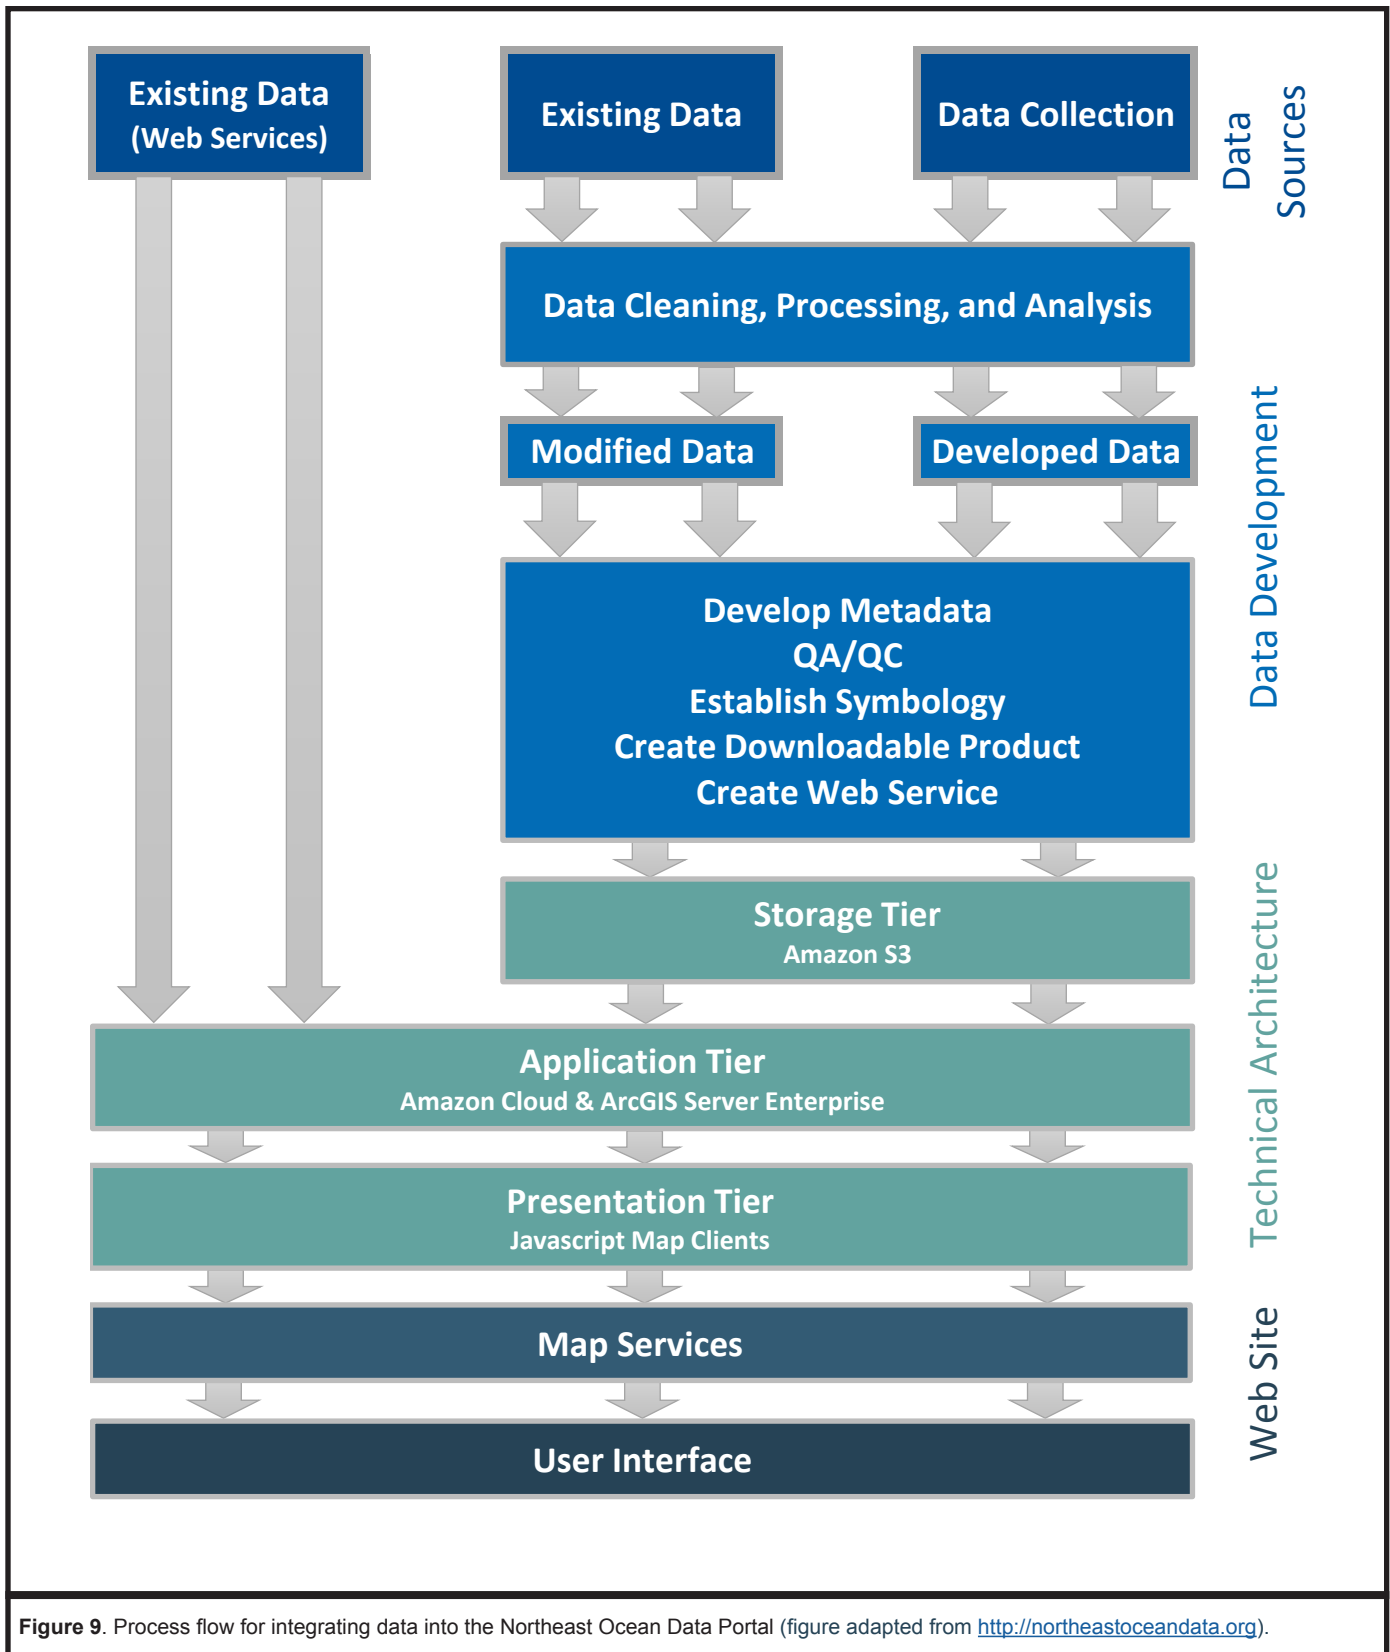 Existing Data
(Web Services)
Existing Data
Data Collection
Data
Sources
Data Cleaning, Processing, and Analysis
Modified Data
Developed Data
Data Development
Develop Metadata
QA/QC
Establish Symbology
Create Downloadable Product
Create Web Service
Storage Tier
Amazon S3
Technical Architecture
Application Tier
Amazon Cloud & ArcGIS Server Enterprise
Presentation Tier
Javascript Map Clients
Map Services
Web Site
User Interface
Figure 9. Process flow for integrating data into the Northeast Ocean Data Portal (figure adapted from http://northeastoceandata.org).